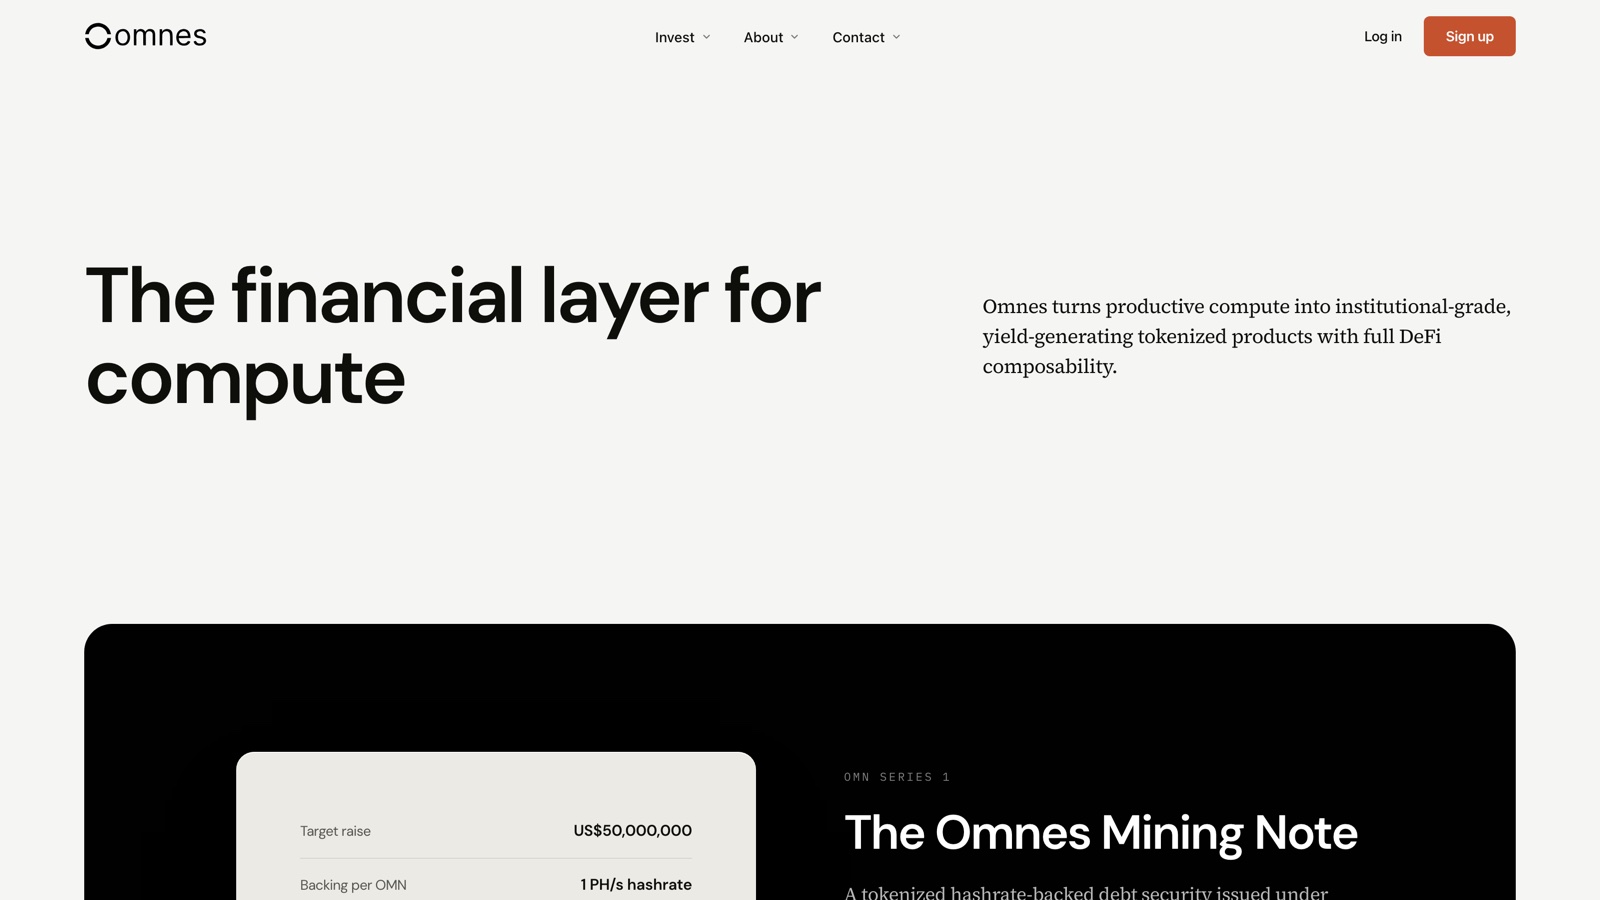 omnes
Invest
About
Contact
Log in
Sign up
The financial layer for
compute
Omnes turns productive compute into institutional-grade,
yield-generating tokenized products with full DeFi
composability.
Target raise
US$50,000,000
Backing per OMN
1 PH/s hashrate
OMN SERIES 1
The Omnes Mining Note
A tokenized hashrate-backed debt security issued under